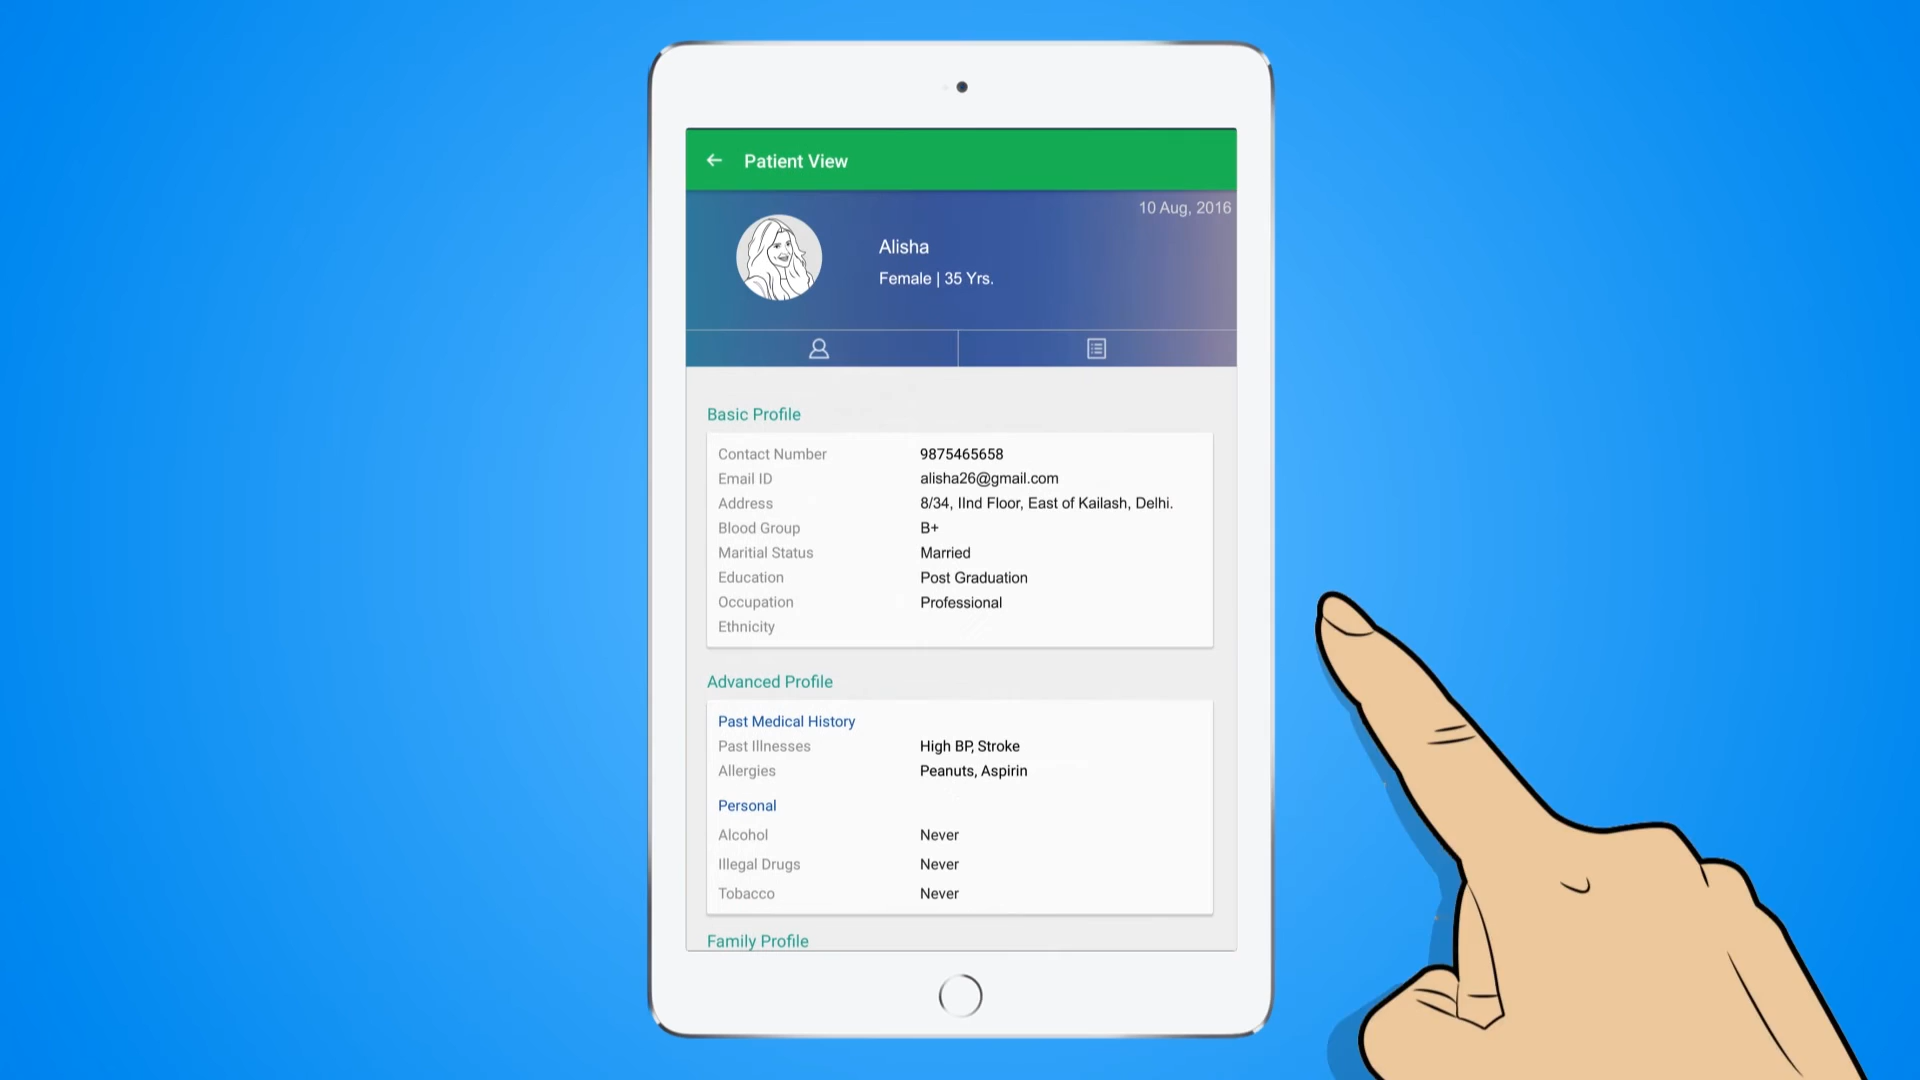 Patient View
10 Aug, 2016
Alisha
Female | 35 Yrs.
Basic Profile
Contact Number 9875465658
Email ID alisha26@gmail.com
Address 8/34, IInd Floor, East of Kailash, Delhi.
Blood Group B+
Maritial Status Married
Education Post Graduation
Occupation Professional
Ethnicity
Advanced Profile
Past Medical History
Past Illnesses High BP, Stroke
Allergies Peanuts, Aspirin
Personal
Alcohol Never
Illegal Drugs Never
Tobacco Never
Family Profile